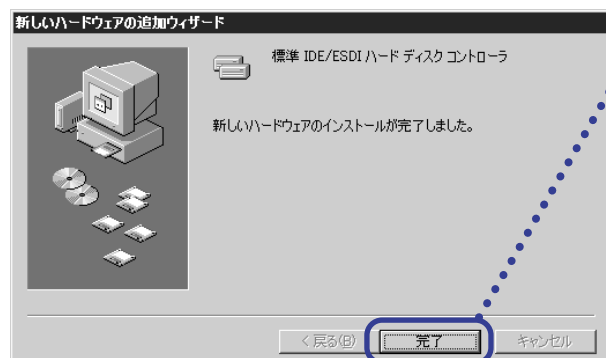 新しいハードウェアの追加ウィザード
標準 IDE/ESDI ハード ディスク コントローラ
新しいハードウェアのインストールが完了しました。
< 戻る(B)
完了
キャンセル